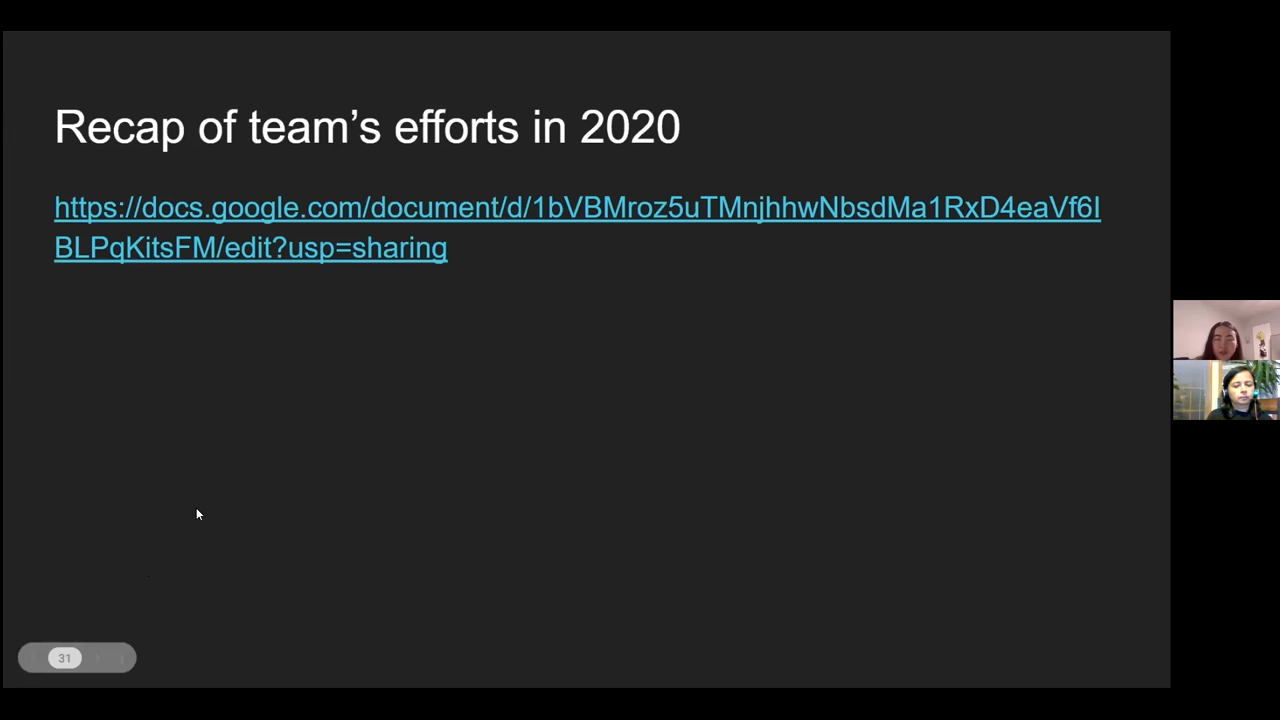 Recap of team’s efforts in 2020
https://docs.google.com/document/d/1bVBMroz5uTMnjhhwNbsdMa1RxD4eaVf6I
BLPqKitsFM/edit?usp=sharing
31